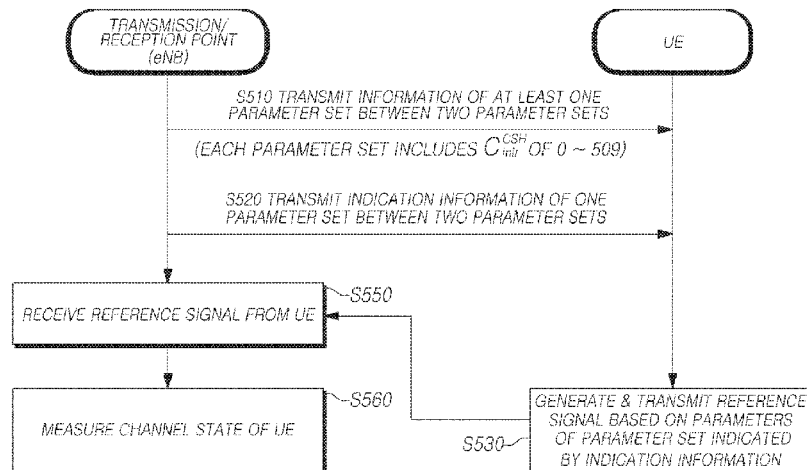 TRANSMISSION/
RECEPTION POINT
(eNB)
UE
S510 TRANSMIT INFORMATION OF AT LEAST ONE
PARAMETER SET BETWEEN TWO PARAMETER SETS
(EACH PARAMETER SET INCLUDES C_init^CSH OF 0 ~ 509)
S520 TRANSMIT INDICATION INFORMATION OF ONE
PARAMETER SET BETWEEN TWO PARAMETER SETS
S550
RECEIVE REFERENCE SIGNAL FROM UE
S560
MEASURE CHANNEL STATE OF UE
S530
GENERATE & TRANSMIT REFERENCE
SIGNAL BASED ON PARAMETERS
OF PARAMETER SET INDICATED
BY INDICATION INFORMATION